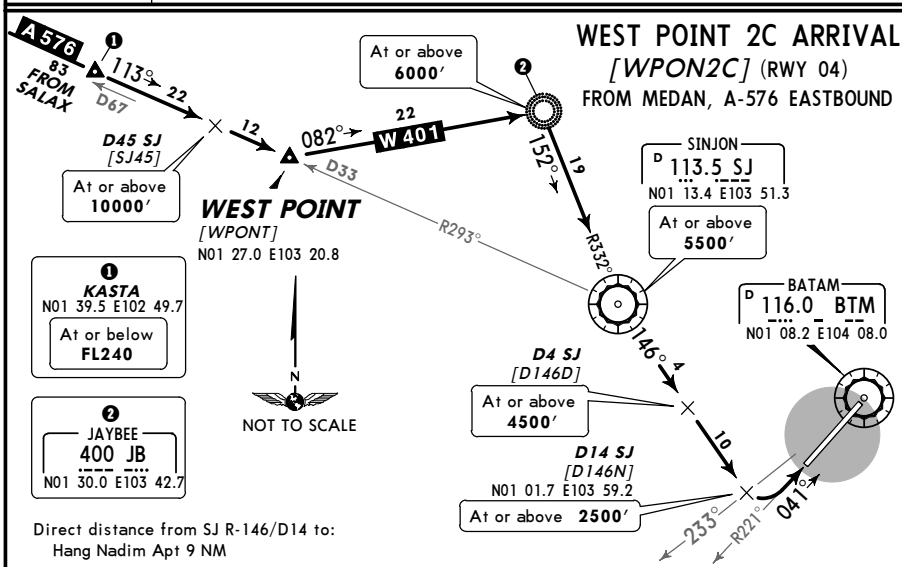 WEST POINT 2C ARRIVAL
[WPON2C] (RWY 04)
FROM MEDAN, A-576 EASTBOUND
A 576
83
FROM
SALAX
❶
113°
22
D67
D45 SJ
[SJ45]
At or above
10000'
12
082°
22
W 401
At or above
6000'
❷
WEST POINT
[WPONT]
N01 27.0 E103 20.8
D33
R293°
152°
19
R332°
SINJON
D 113.5 SJ
N01 13.4 E103 51.3
At or above
5500'
BATAM
D 116.0 BTM
N01 08.2 E104 08.0
❶
KASTA
N01 39.5 E102 49.7
At or below
FL240
❷
JAYBEE
400 JB
N01 30.0 E103 42.7
N
NOT TO SCALE
146°
4
D4 SJ
[D146D]
At or above
4500'
10
D14 SJ
[D146N]
N01 01.7 E103 59.2
At or above 2500'
233°
R221°
041°
Direct distance from SJ R-146/D14 to:
Hang Nadim Apt 9 NM